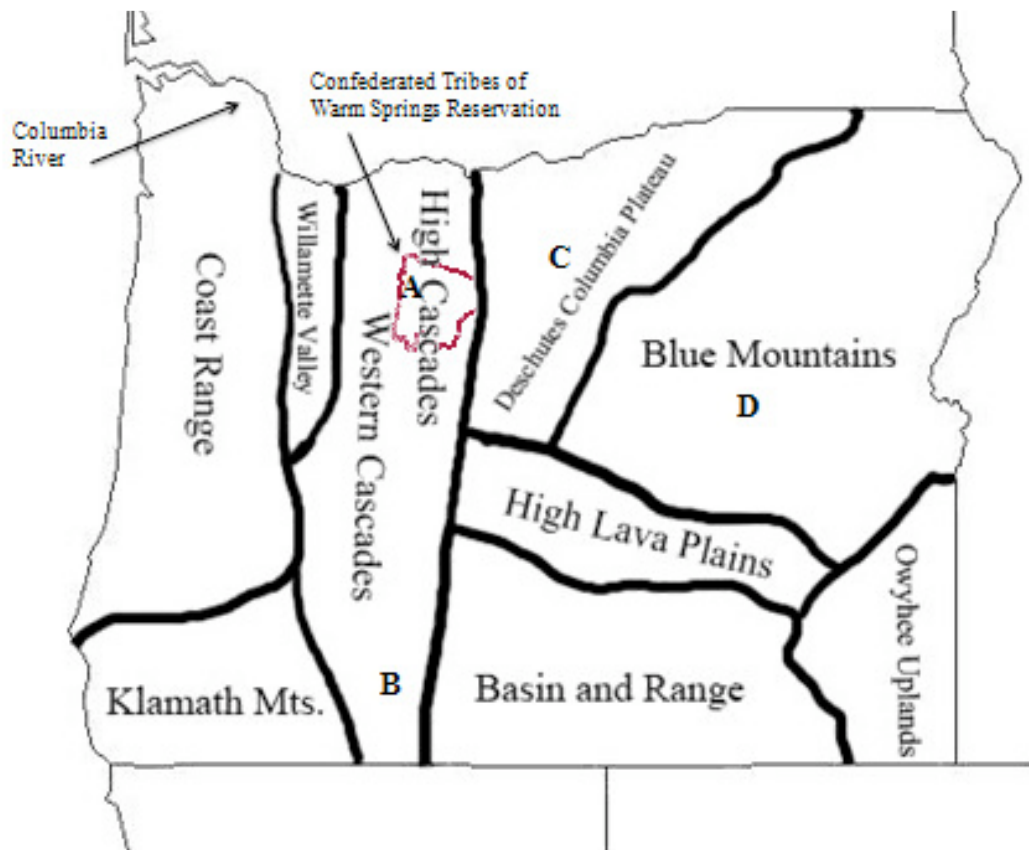 Confederated Tribes of
Warm Springs Reservation
Columbia
River
Coast Range
Willamette Valley
High Cascades
Western Cascades
A
C
Deschutes Columbia Plateau
Blue Mountains
D
High Lava Plains
Owyhee Uplands
Klamath Mts.
B
Basin and Range